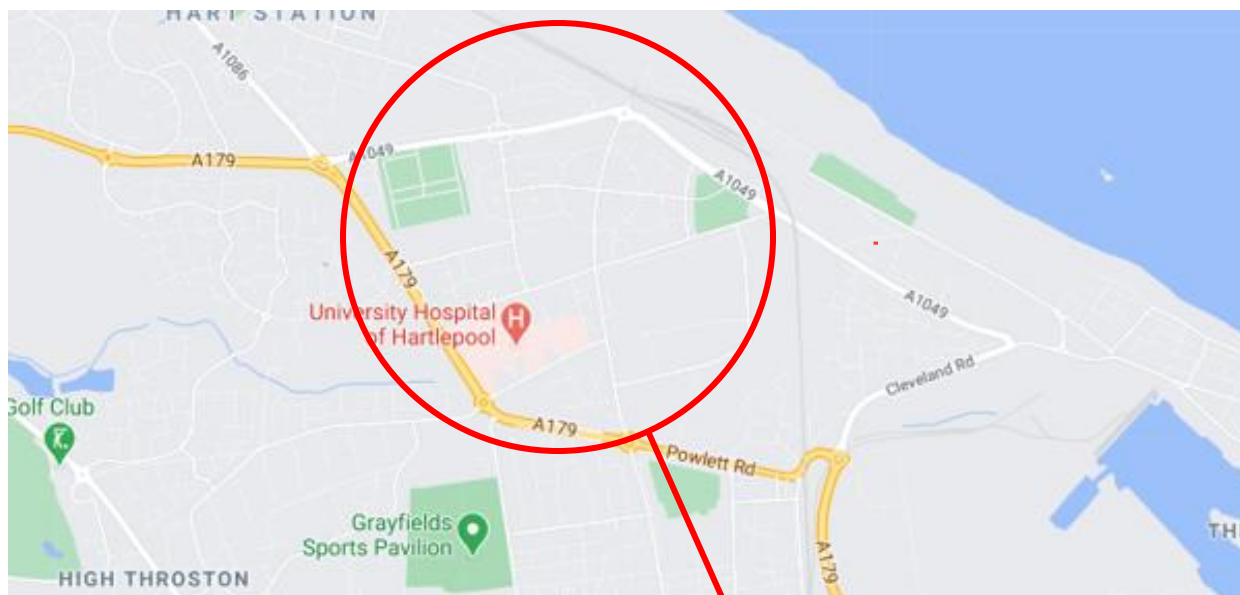 HART STATION
A1086
A179
A1049
A1049
A179
University Hospital
of Hartlepool
H
A1049
Cleveland Rd
Golf Club
A179
Powlett Rd
Grayfields
Sports Pavilion
A179
HIGH THROSTON